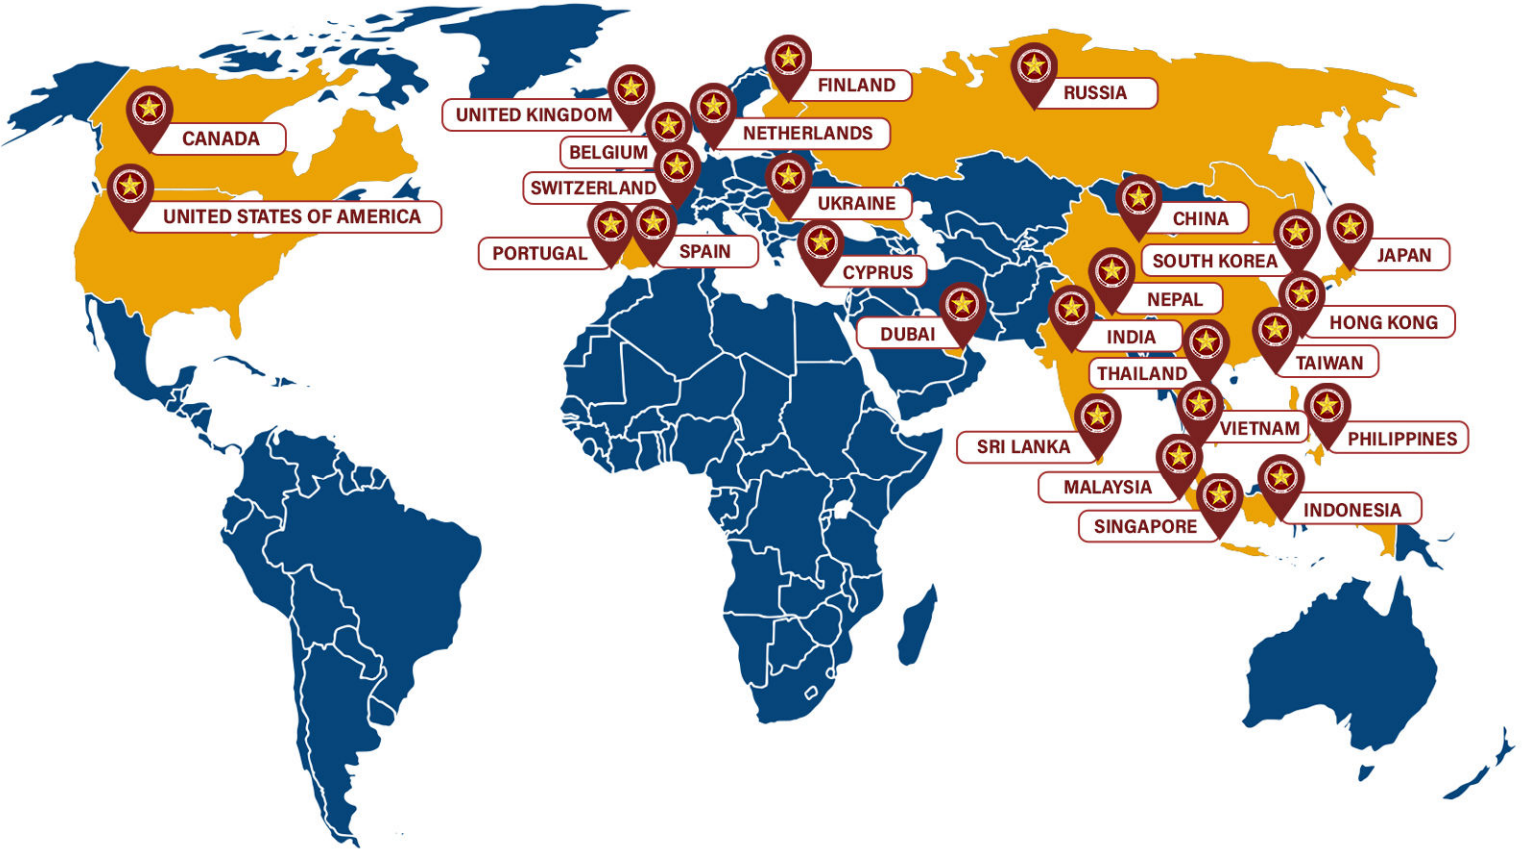 FINLAND
RUSSIA
UNITED KINGDOM
CANADA
NETHERLANDS
BELGIUM
SWITZERLAND
UNITED STATES OF AMERICA
UKRAINE
CHINA
PORTUGAL
SPAIN
SOUTH KOREA
JAPAN
CYPRUS
NEPAL
HONG KONG
DUBAI
INDIA
TAIWAN
THAILAND
VIETNAM
PHILIPPINES
SRI LANKA
MALAYSIA
INDONESIA
SINGAPORE